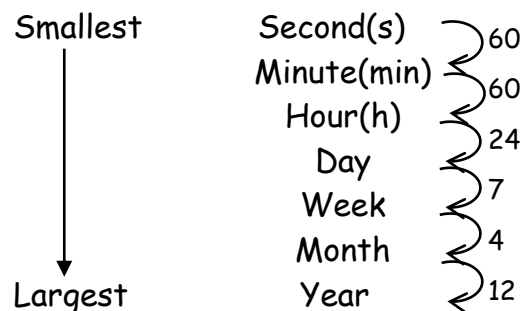 Smallest Second(s)
60
Minute(min)
60
Hour(h)
24
Day
7
Week
4
Month
12
Largest Year